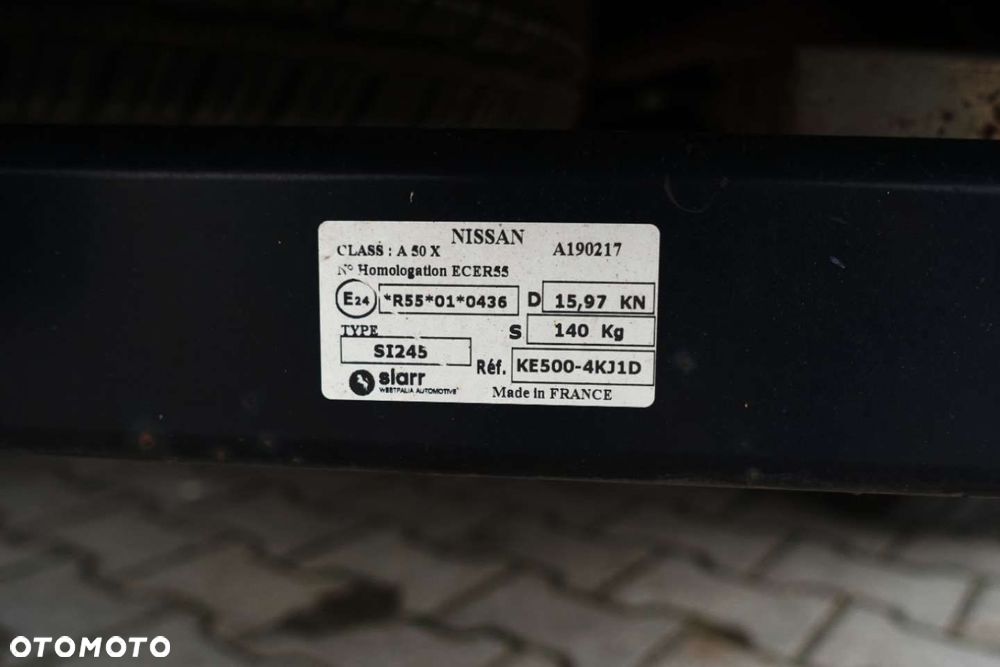 NISSAN
CLASS : A 50 X
A190217
N° Homologation ECER55
E24
*R55*01*0436
D 15,97 KN
S 140 Kg
TYPE
SI245
Réf. KE500-4KJ1D
siarr
WESTFALIA AUTOMOTIVE
Made in FRANCE
OTOMOTO